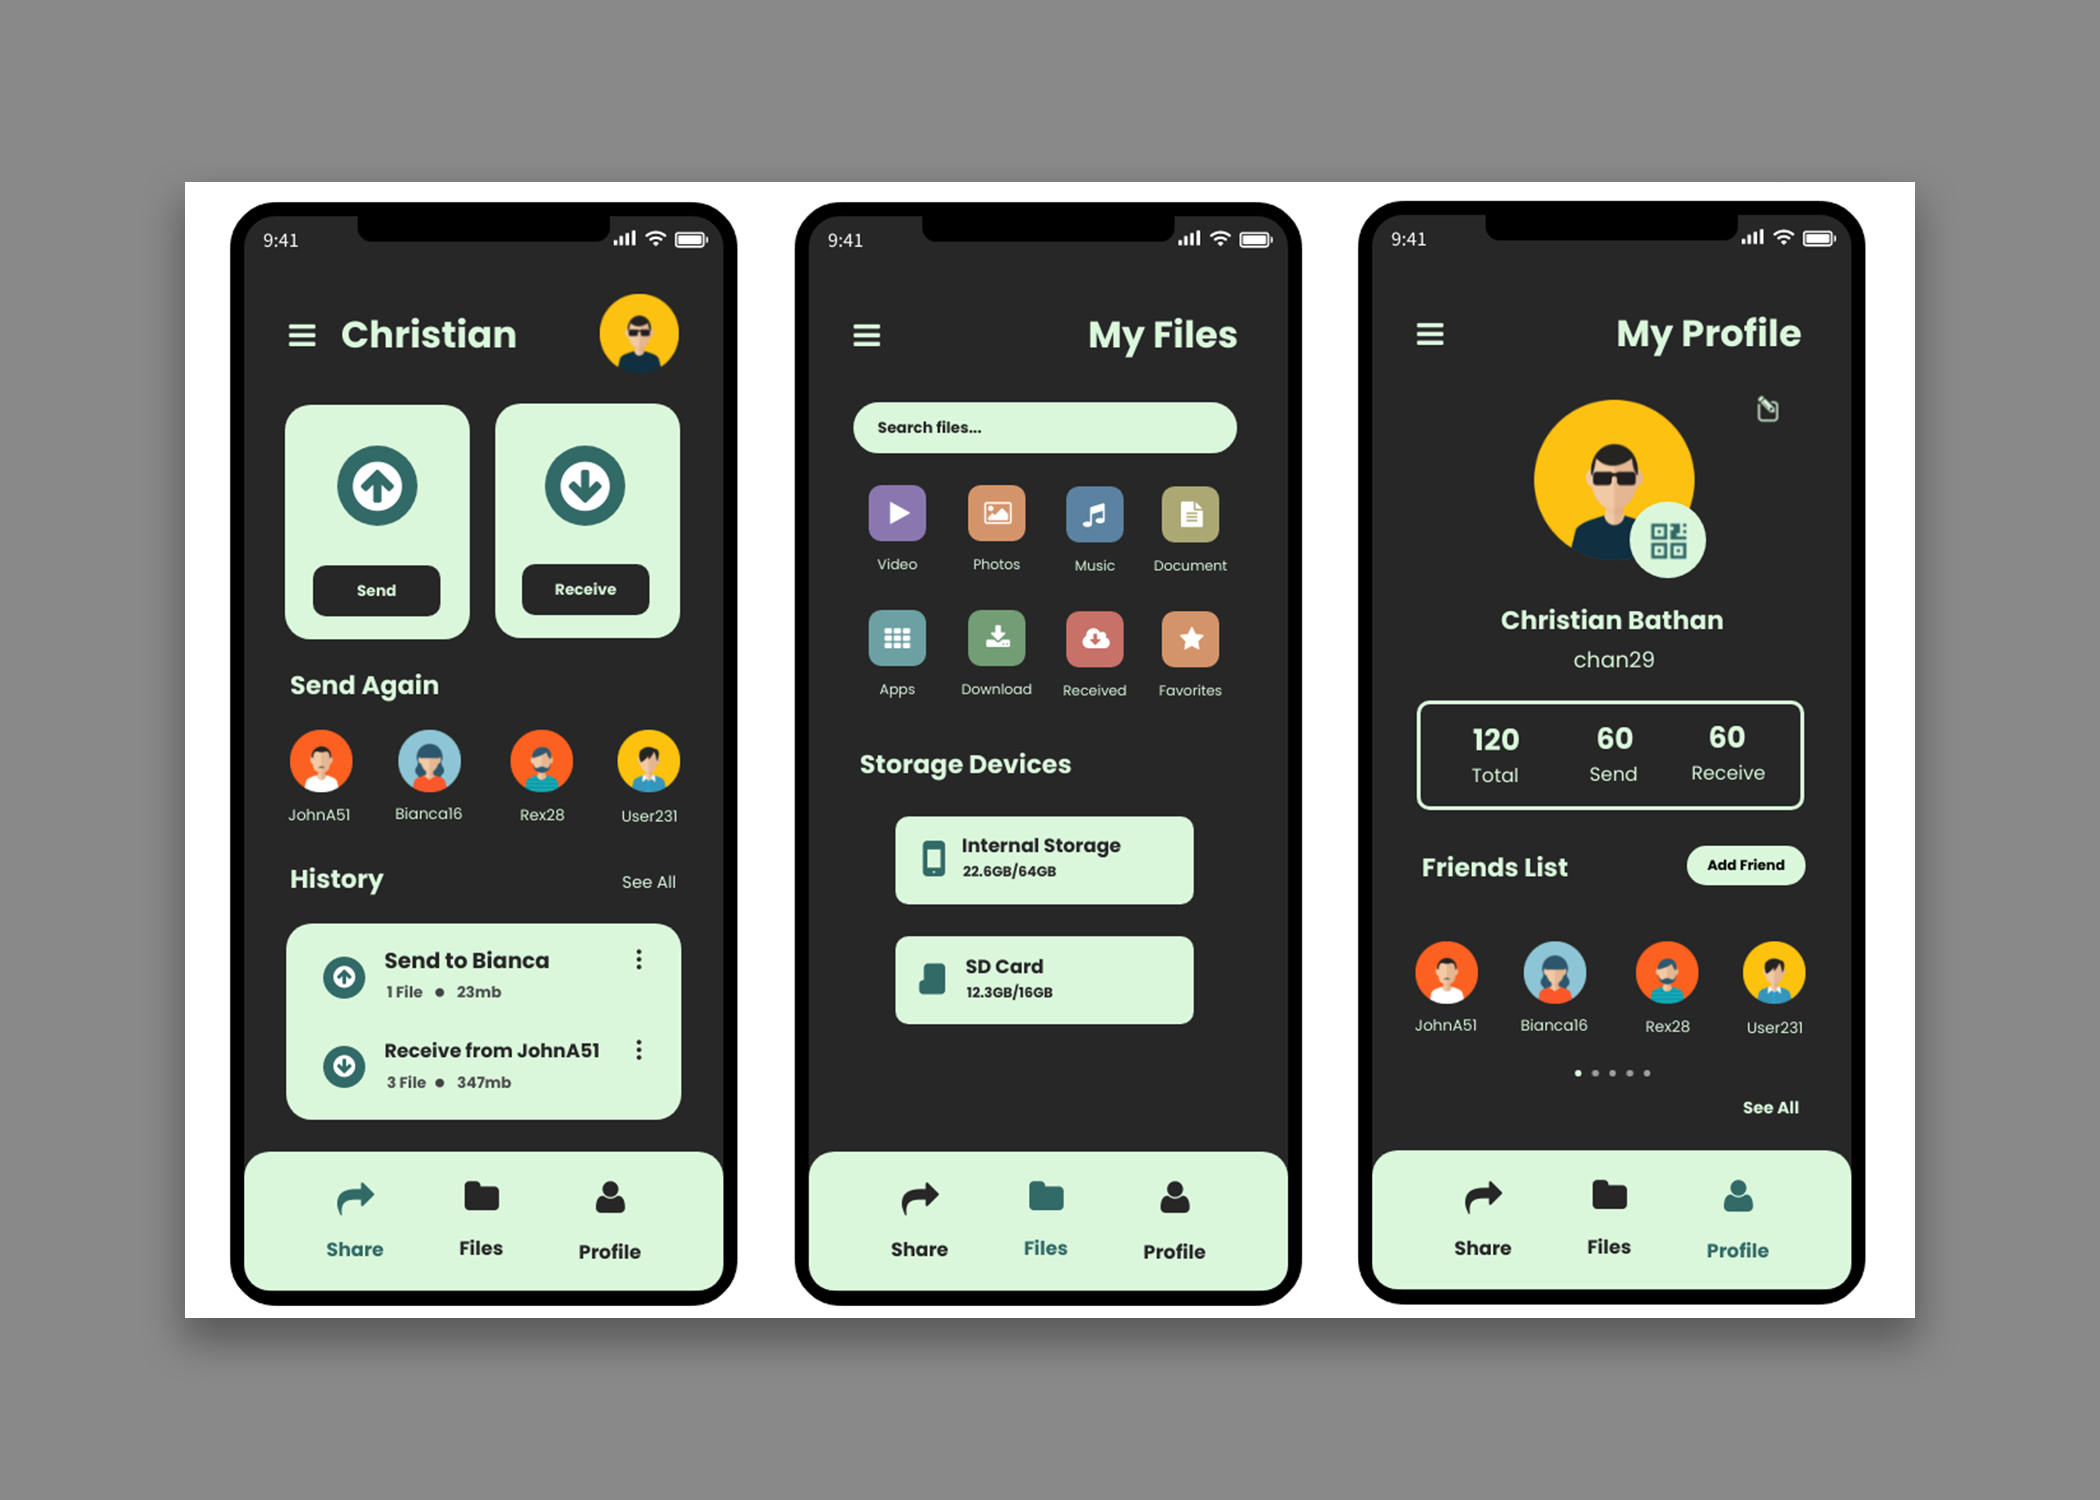 9:41
Christian
Send
Receive
Send Again
JohnA51
Bianca16
Rex28
User231
History
See All
Send to Bianca
1 File ● 23mb
Receive from JohnA51
3 File ● 347mb
Share
Files
Profile
9:41
My Files
Search files...
Video
Photos
Music
Document
Apps
Download
Received
Favorites
Storage Devices
Internal Storage
22.6GB/64GB
SD Card
12.3GB/16GB
Share
Files
Profile
9:41
My Profile
Christian Bathan
chan29
120
Total
60
Send
60
Receive
Friends List
Add Friend
JohnA51
Bianca16
Rex28
User231
See All
Share
Files
Profile